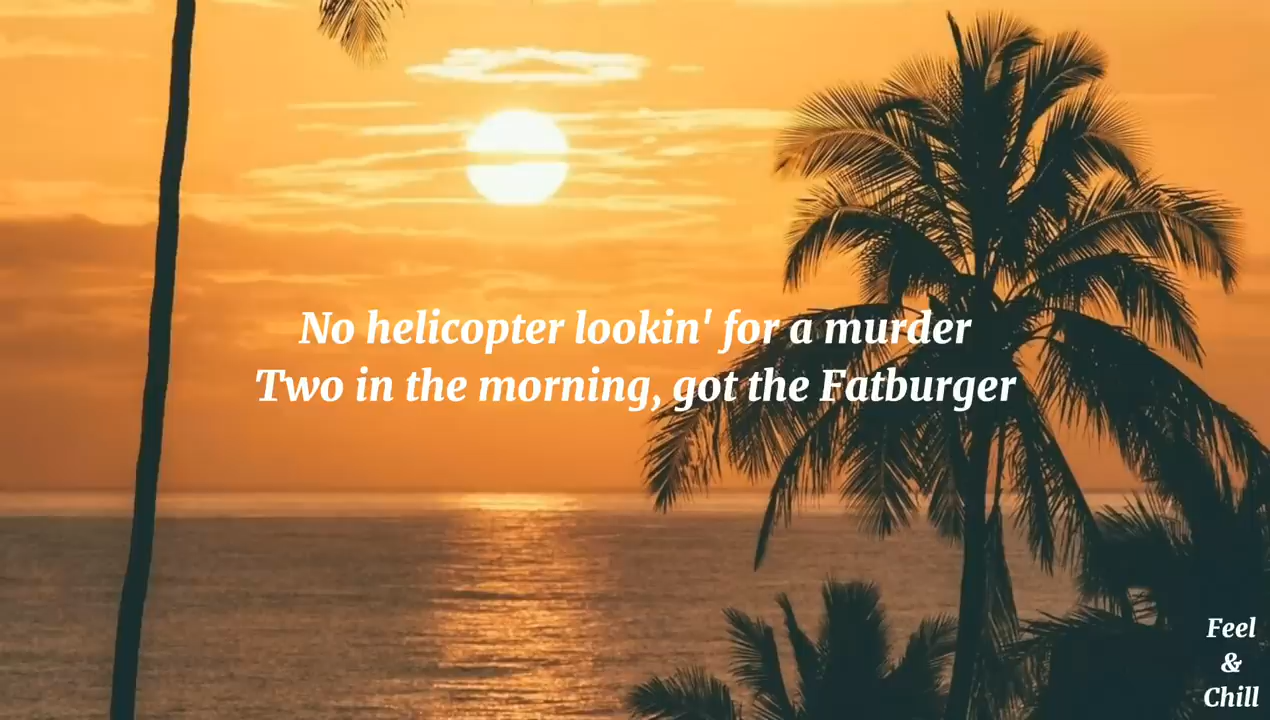 No helicopter lookin' for a murder
Two in the morning, got the Fatburger
Feel
&
Chill